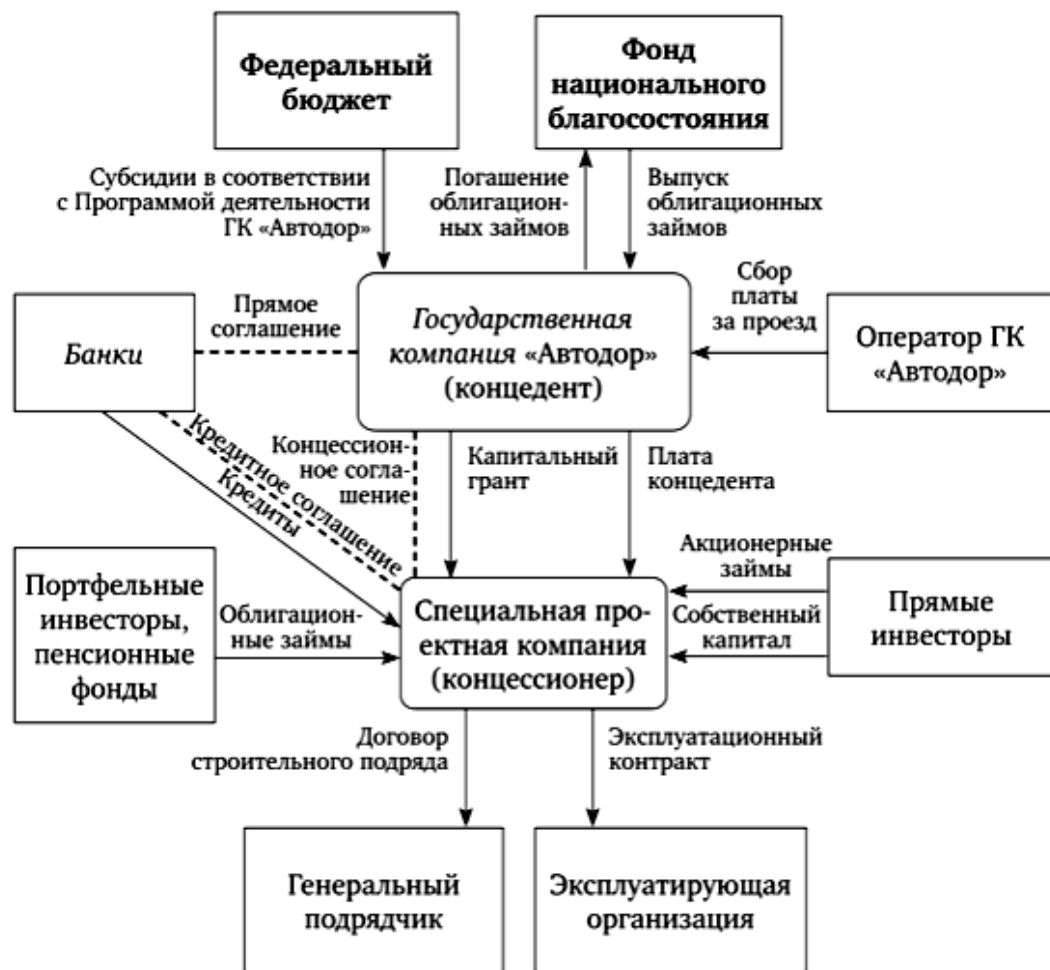 Федеральный
бюджет
Фонд
национального
благосостояния
Субсидии в соответствии
с Программой деятельности
ГК «Автодор»
Погашение
облигацион-
ных займов
Выпуск
облигационных
займов
Банки
Прямое
соглашение
Государственная
компания «Автодор»
(концедент)
Сбор
платы
за проезд
Оператор ГК
«Автодор»
Кредитное соглашение
Кредиты
Концессион-
ное согла-
шение
Капитальный
грант
Плата
концедента
Портфельные
инвесторы,
пенсионные
фонды
Облигацион-
ные займы
Специальная про-
ектная компания
(концессионер)
Акционерные
займы
Собственный
капитал
Прямые
инвесторы
Договор
строительного подряда
Эксплуатационный
контракт
Генеральный
подрядчик
Эксплуатирующая
организация